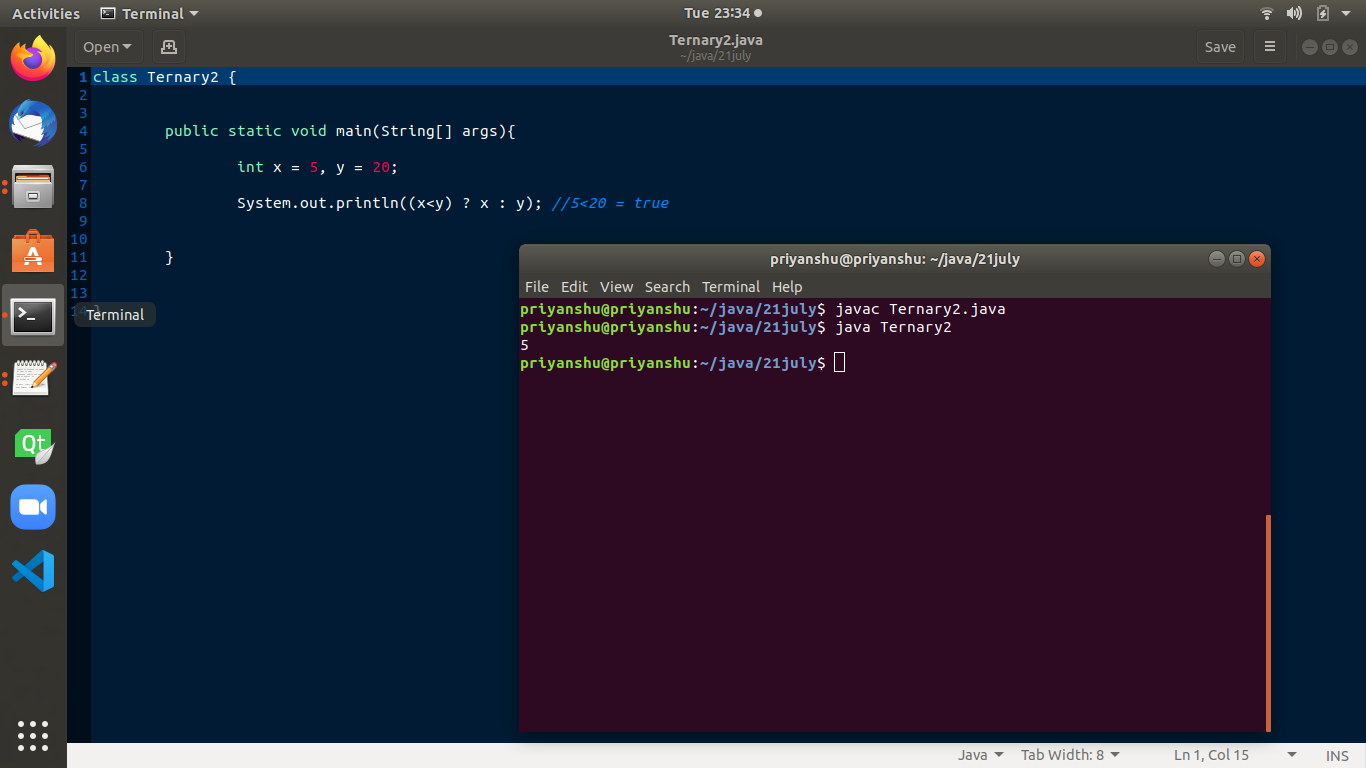 Activities Terminal Tue 23:34
Open Ternary2.java Save
~/java/21july
1 class Ternary2 {
2
3
4 public static void main(String[] args){
5
6 int x = 5, y = 20;
7
8 System.out.println((x<y) ? x : y); //5<20 = true
9
10
11 }
12
13
Terminal
priyanshu@priyanshu: ~/java/21july
File Edit View Search Terminal Help
priyanshu@priyanshu:~/java/21july$ javac Ternary2.java
priyanshu@priyanshu:~/java/21july$ java Ternary2
5
priyanshu@priyanshu:~/java/21july$
Qt
Java Tab Width: 8 Ln 1, Col 15 INS